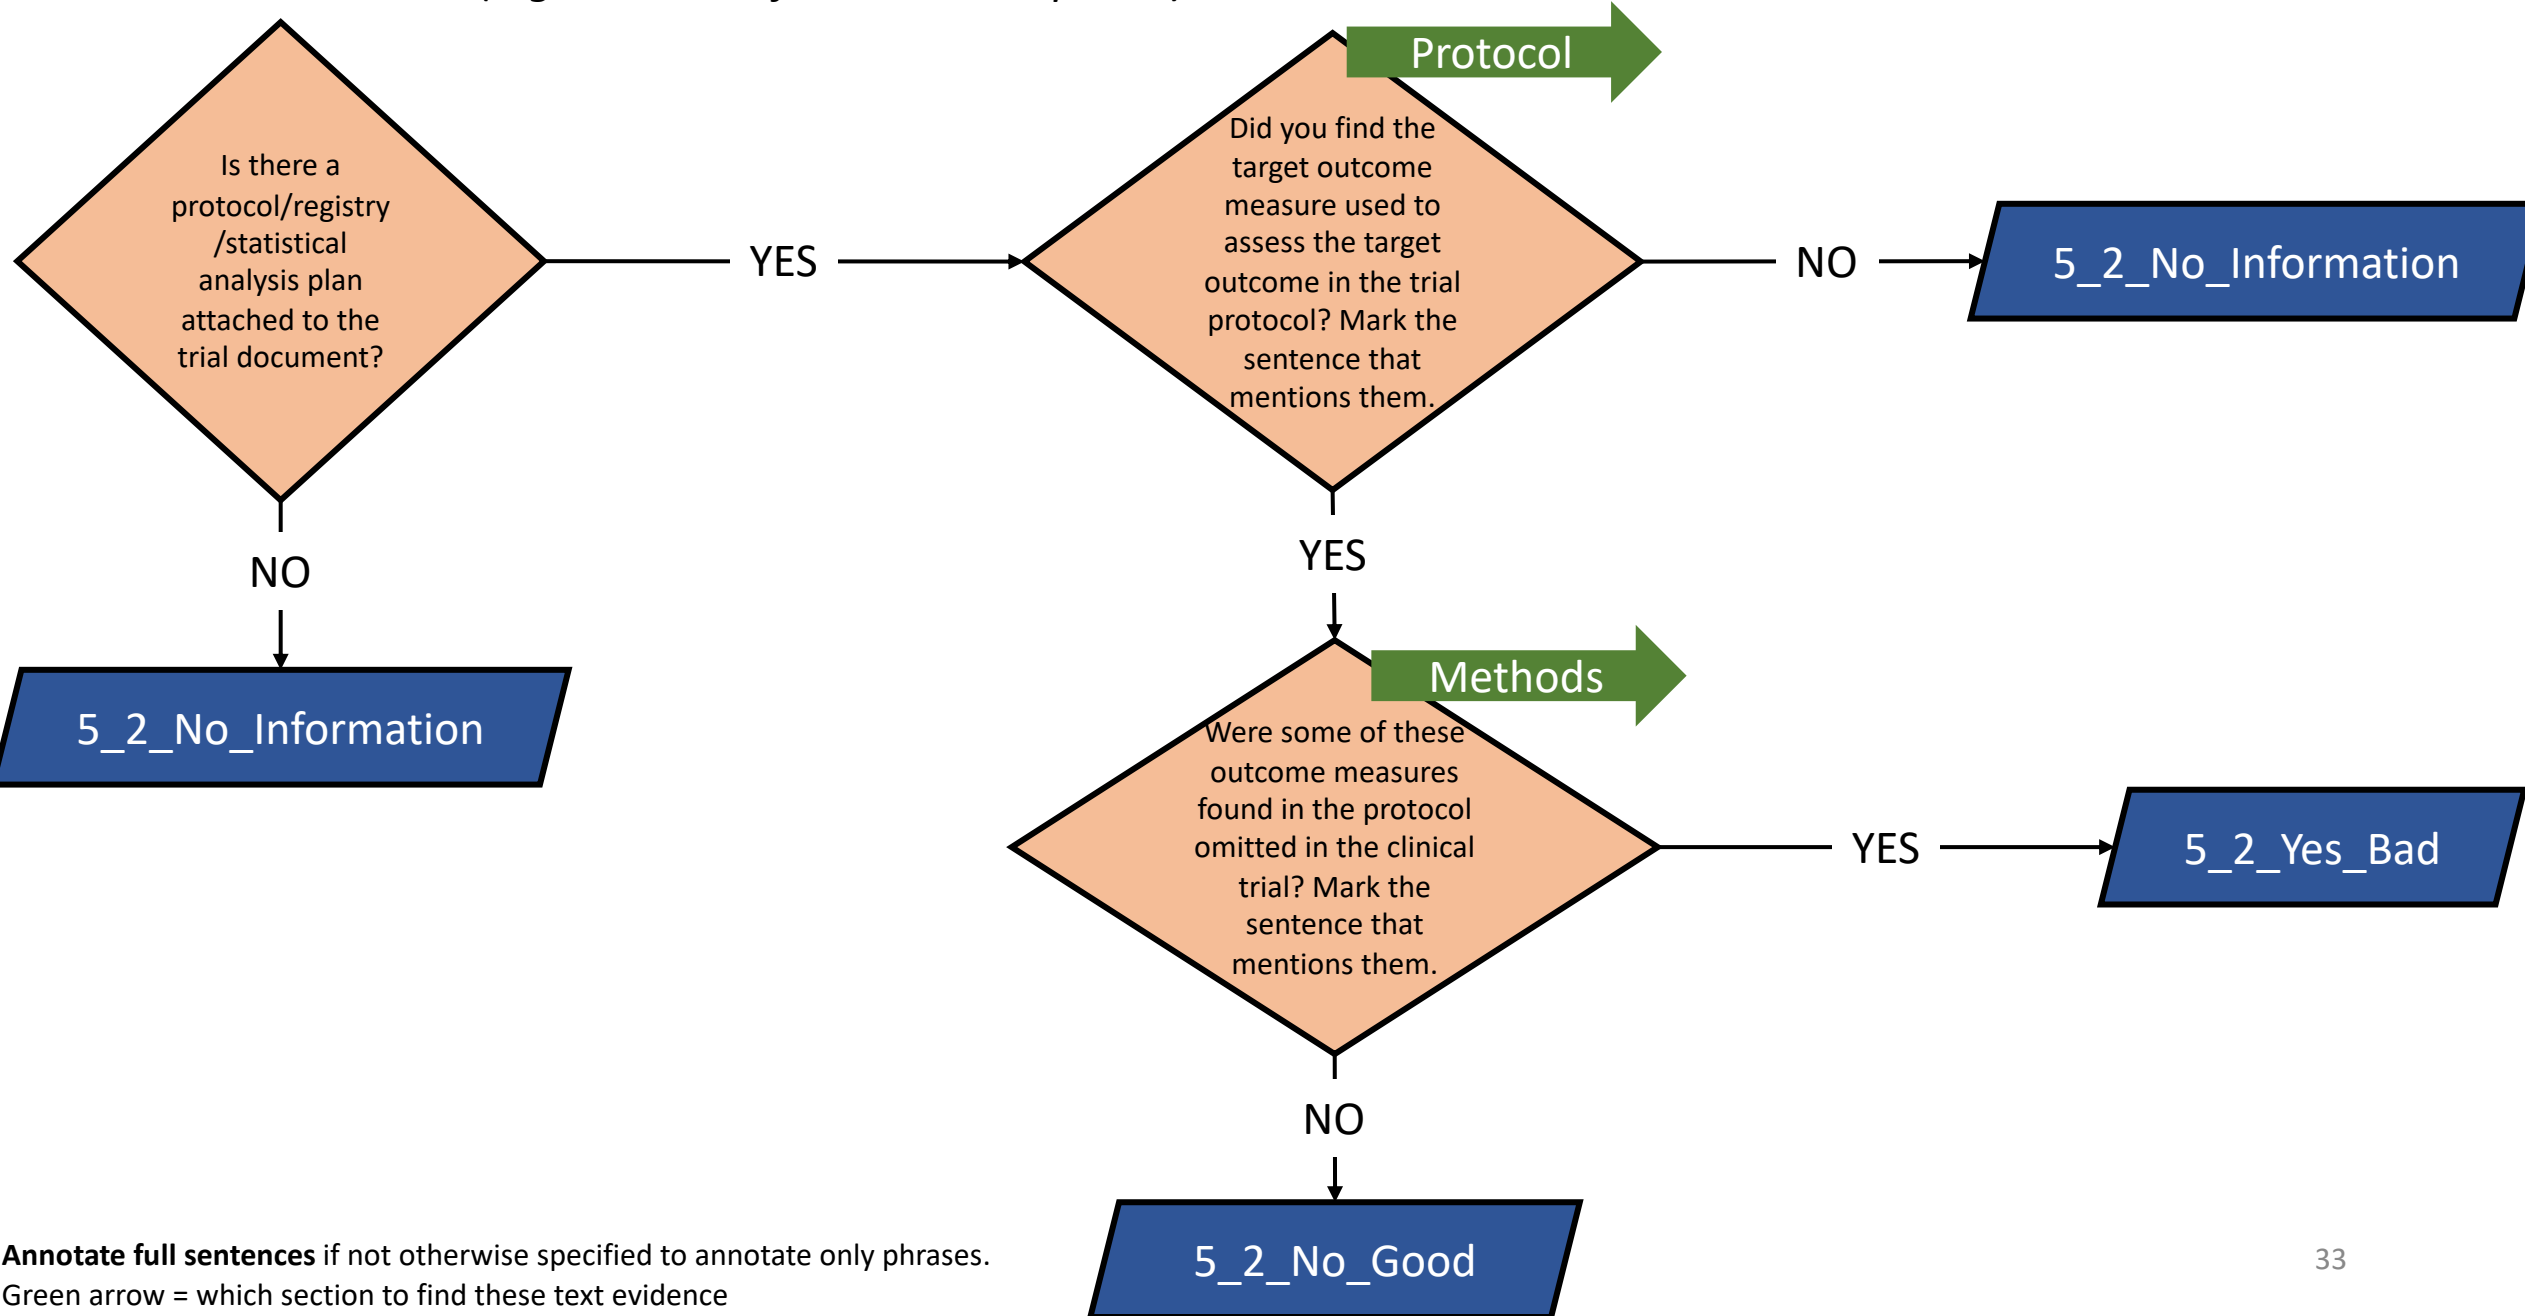 Is there a
protocol/registry
/statistical
analysis plan
attached to the
trial document?
YES
Protocol
Did you find the
target outcome
measure used to
assess the target
outcome in the trial
protocol? Mark the
sentence that
mentions them.
NO
5_2_No_Information
NO
5_2_No_Information
YES
Methods
Were some of these
outcome measures
found in the protocol
omitted in the clinical
trial? Mark the
sentence that
mentions them.
YES
5_2_Yes_Bad
NO
5_2_No_Good
Annotate full sentences if not otherwise specified to annotate only phrases.
Green arrow = which section to find these text evidence
33